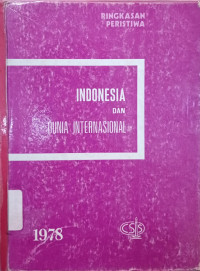 RINGKASAN
PERISTIWA
INDONESIA
DAN
DUNIA INTERNASIONAL
1978
CSIS